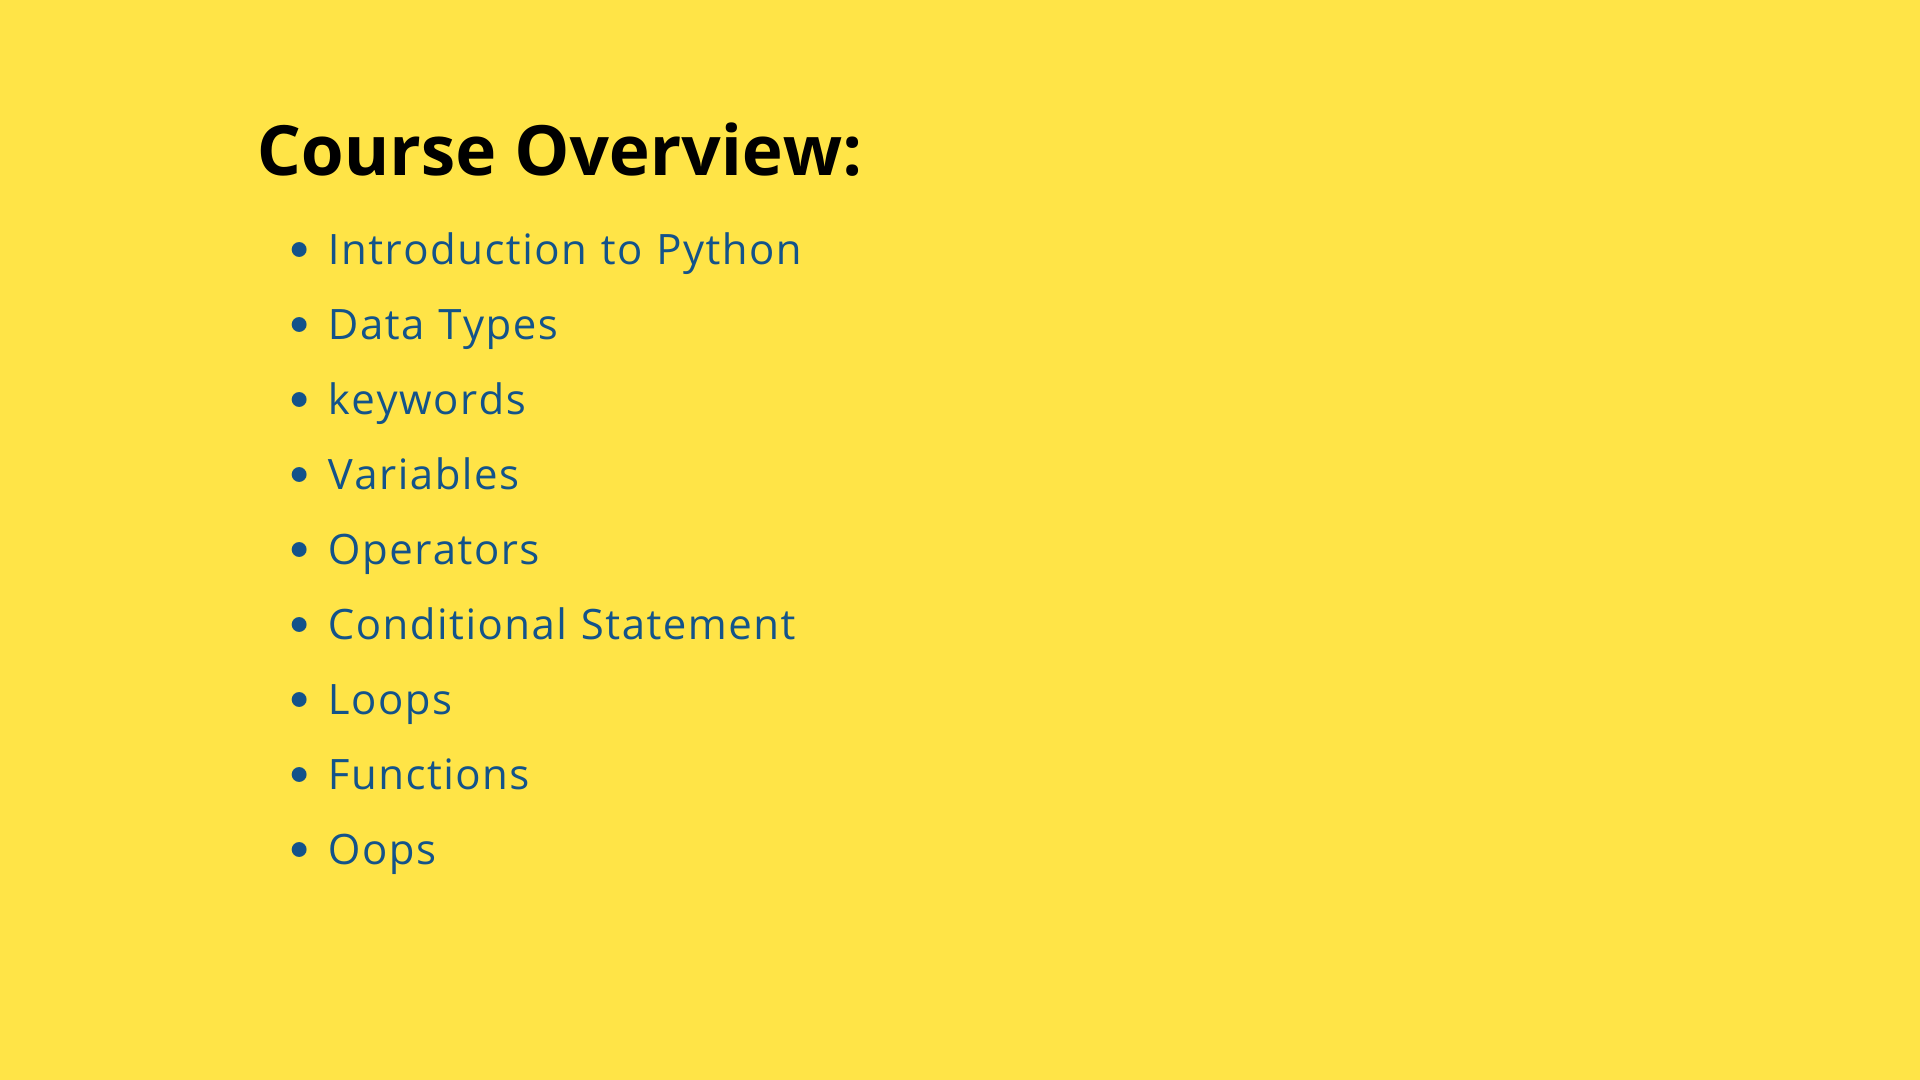 Course Overview:
• Introduction to Python
• Data Types
• keywords
• Variables
• Operators
• Conditional Statement
• Loops
• Functions
• Oops